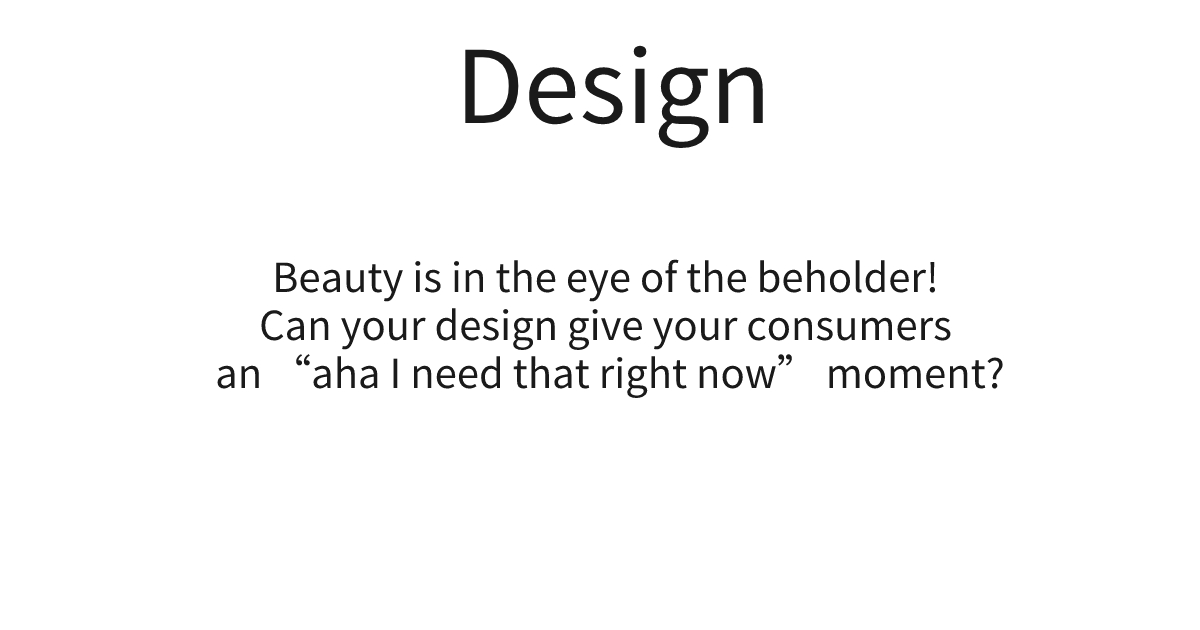 Design
Beauty is in the eye of the beholder!
Can your design give your consumers
an “aha I need that right now” moment?